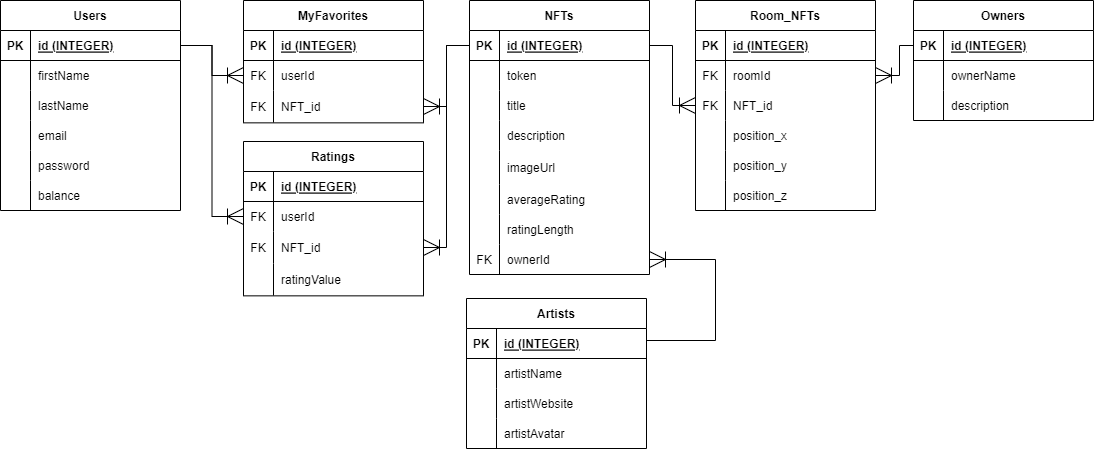 Users
PK id (INTEGER)
firstName
lastName
email
password
balance
MyFavorites
PK id (INTEGER)
FK userId
FK NFT_id
Ratings
PK id (INTEGER)
FK userId
FK NFT_id
ratingValue
NFTs
PK id (INTEGER)
token
title
description
imageUrl
averageRating
ratingLength
FK ownerId
Artists
PK id (INTEGER)
artistName
artistWebsite
artistAvatar
Room_NFTs
PK id (INTEGER)
FK roomId
FK NFT_id
position_x
position_y
position_z
Owners
PK id (INTEGER)
ownerName
description